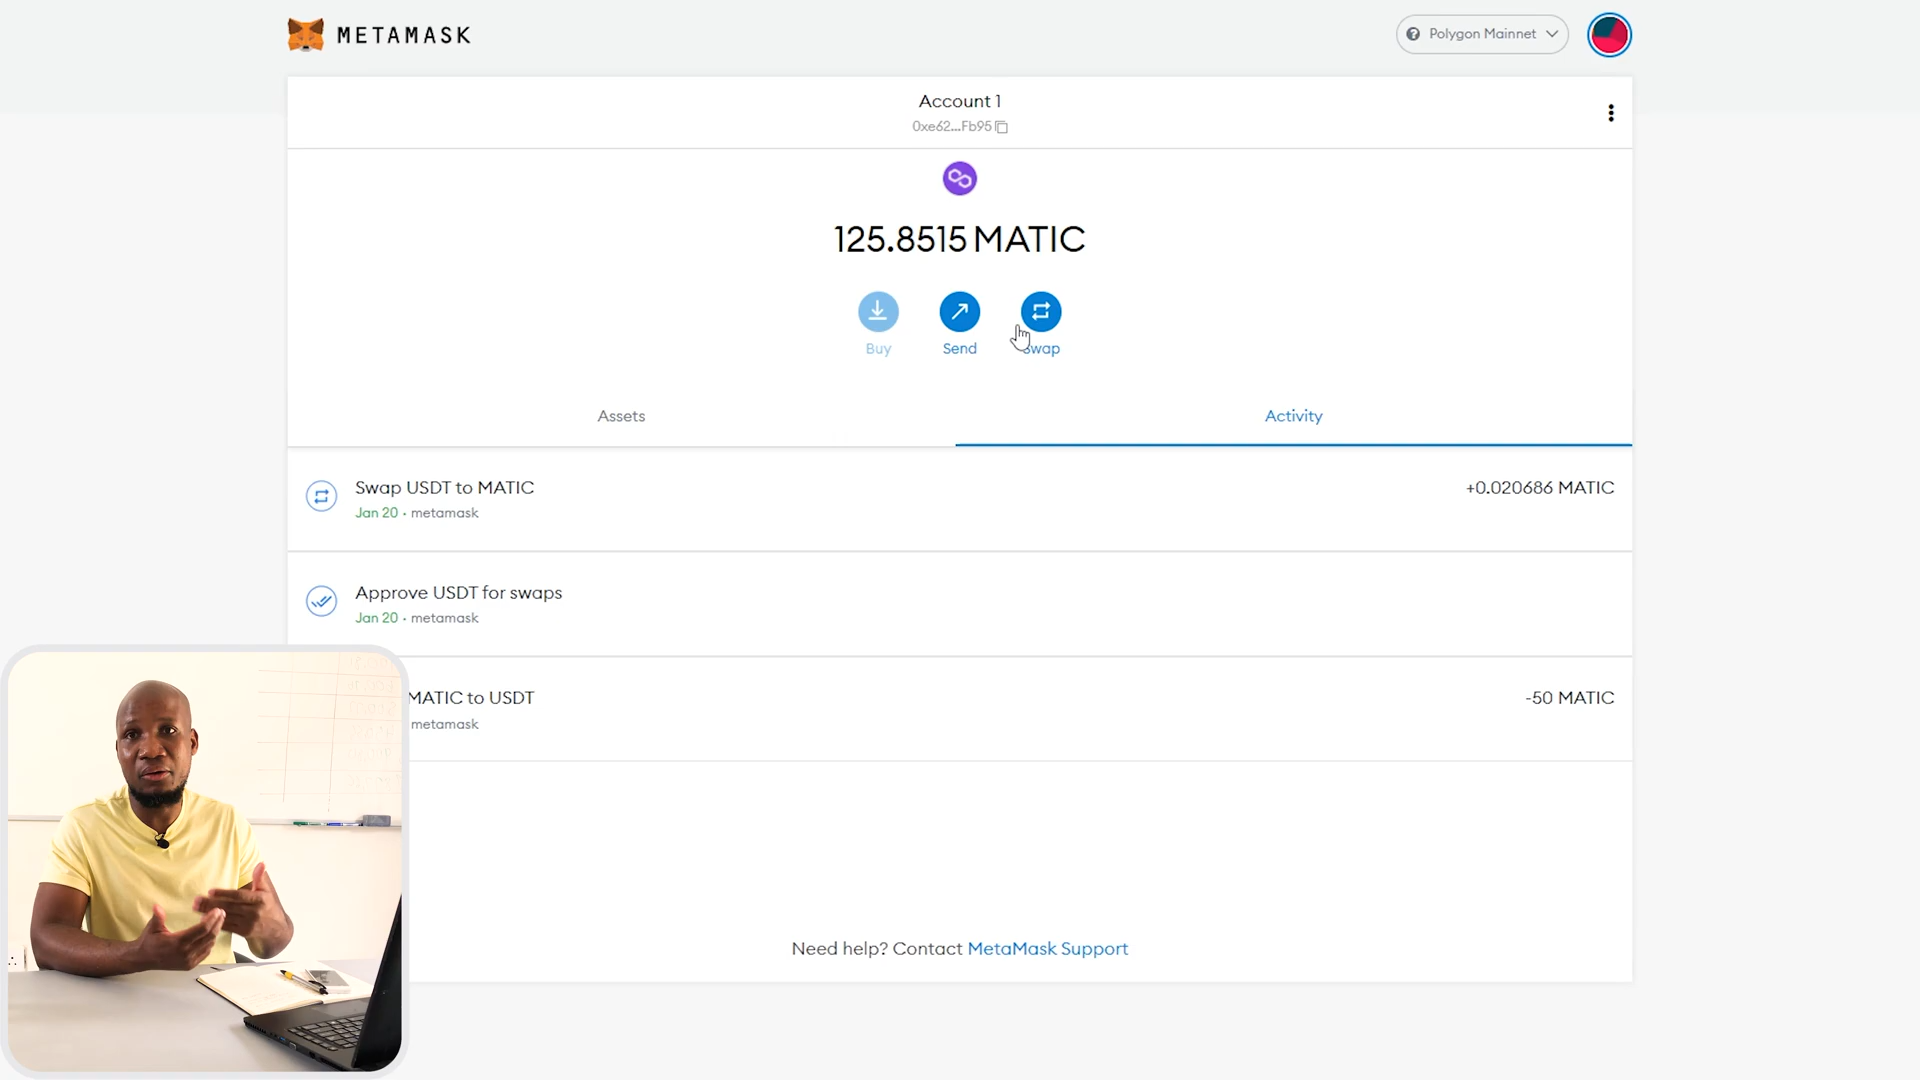 METAMASK
Polygon Mainnet
Account 1
0xe62...Fb95
125.8515 MATIC
Buy
Send
Swap
Assets
Activity
Swap USDT to MATIC
+0.020686 MATIC
Jan 20 · metamask
Approve USDT for swaps
Jan 20 · metamask
MATIC to USDT
-50 MATIC
metamask
Need help? Contact MetaMask Support